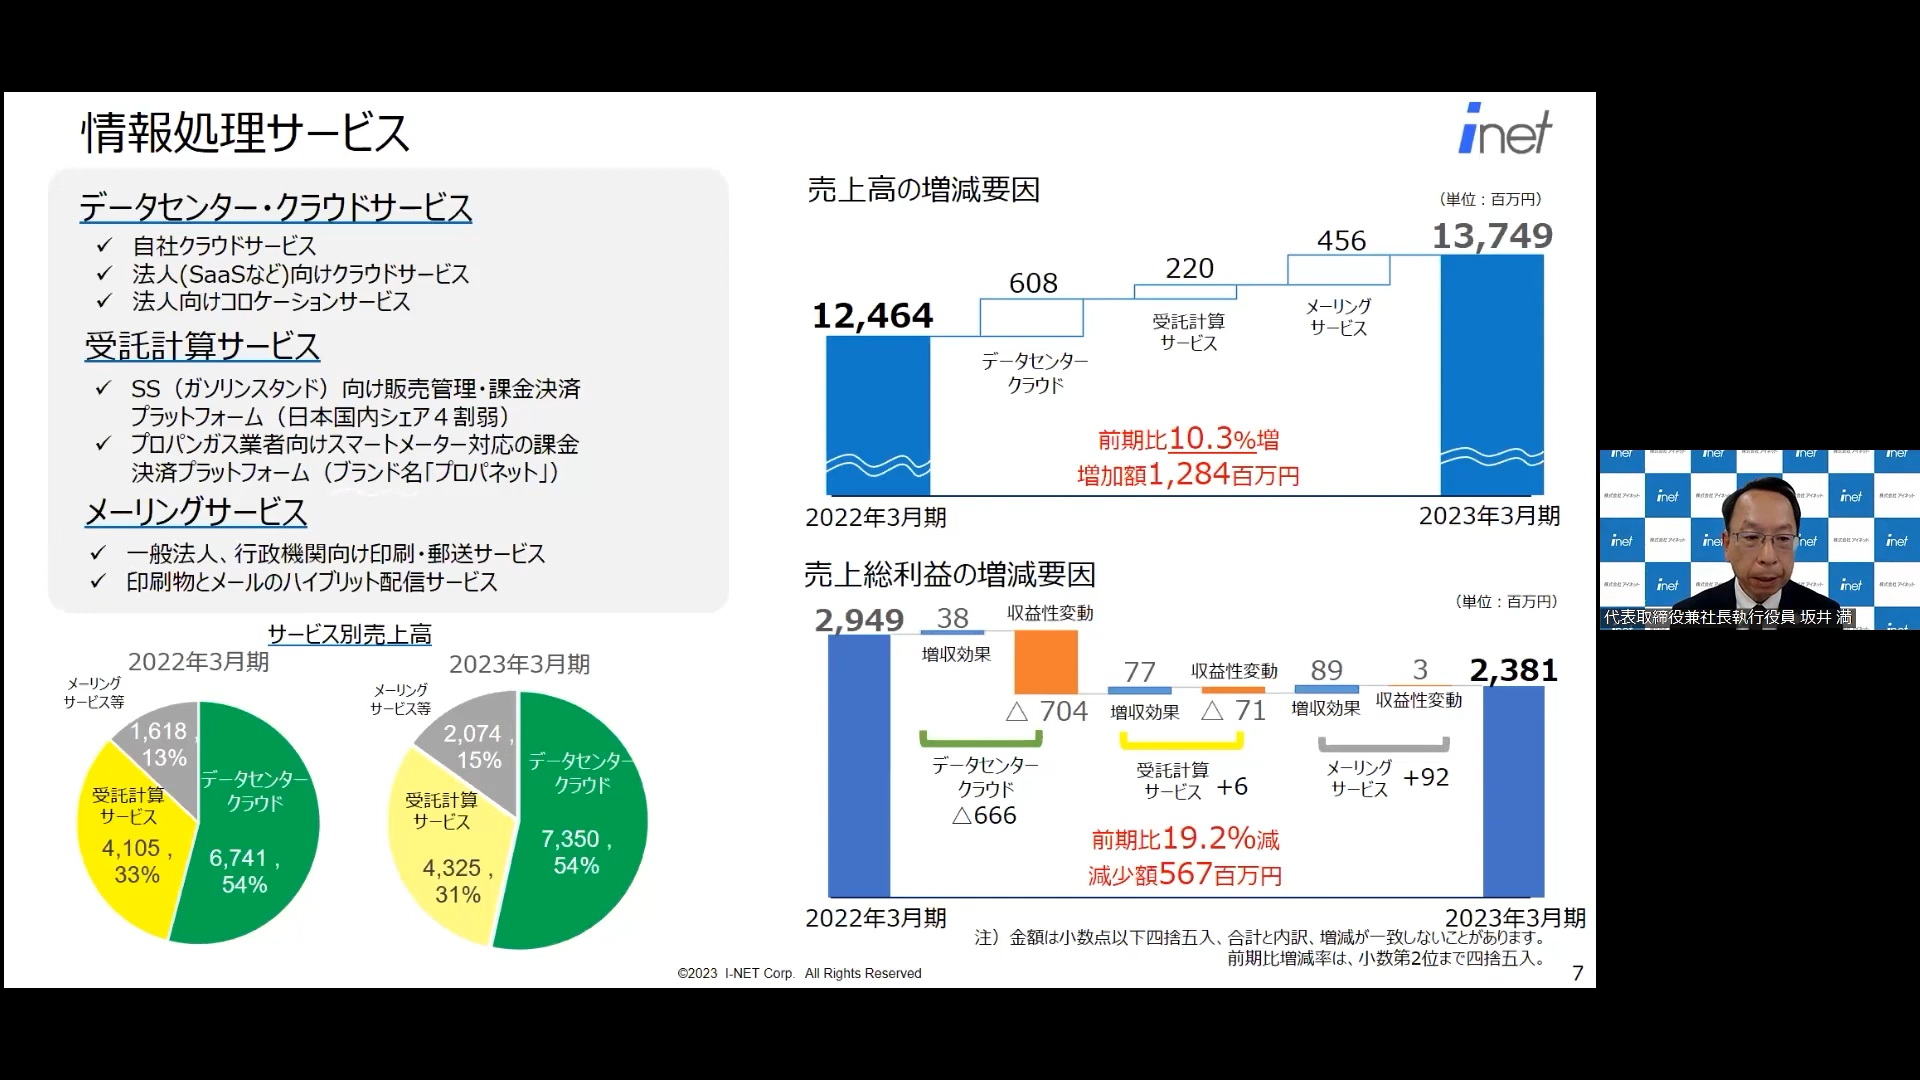 情報処理サービス
inet
データセンター・クラウドサービス
✓ 自社クラウドサービス
✓ 法人(SaaSなど)向けクラウドサービス
✓ 法人向けコロケーションサービス
受託計算サービス
✓ SS（ガソリンスタンド）向け販売管理・課金決済
プラットフォーム（日本国内シェア４割弱）
✓ プロパンガス業者向けスマートメーター対応の課金
決済プラットフォーム（ブランド名「プロパネット」）
メーリングサービス
✓ 一般法人、行政機関向け印刷・郵送サービス
✓ 印刷物とメールのハイブリット配信サービス
サービス別売上高
2022年3月期
メーリング
サービス等
1,618 ,
13%
データセンター
クラウド
6,741 ,
54%
受託計算
サービス
4,105 ,
33%
2023年3月期
メーリング
サービス等
2,074 ,
15%
データセンター
クラウド
7,350 ,
54%
受託計算
サービス
4,325 ,
31%
売上高の増減要因
（単位：百万円）
12,464
608
データセンター
クラウド
220
受託計算
サービス
456
メーリング
サービス
13,749
前期比10.3%増
増加額1,284百万円
2022年3月期
2023年3月期
売上総利益の増減要因
（単位：百万円）
2,949
38
増収効果
収益性変動
△ 704
77
増収効果
収益性変動
△ 71
89
増収効果
3
収益性変動
2,381
データセンター
クラウド
△666
受託計算
サービス +6
メーリング
サービス +92
前期比19.2%減
減少額567百万円
2022年3月期
2023年3月期
注）金額は小数点以下四捨五入、合計と内訳、増減が一致しないことがあります。
前期比増減率は、小数第2位まで四捨五入。
©2023 I-NET Corp. All Rights Reserved
7
inet
株式会社アイネット
代表取締役兼社長執行役員 坂井 満